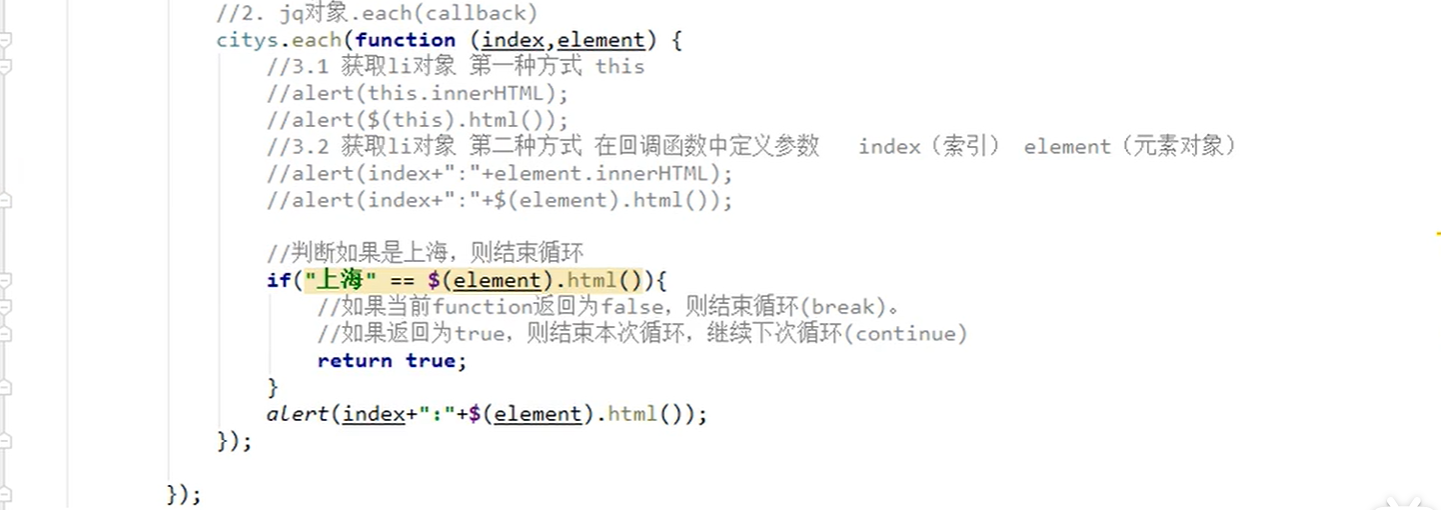 //2. jq对象.each(callback)
citys.each(function (index,element) {
//3.1 获取li对象 第一种方式 this
//alert(this.innerHTML);
//alert($(this).html());
//3.2 获取li对象 第二种方式 在回调函数中定义参数   index（索引） element（元素对象）
//alert(index+":"+element.innerHTML);
//alert(index+":"+$(element).html());
//判断如果是上海，则结束循环
if("上海" == $(element).html()){
//如果当前function返回为false，则结束循环(break)。
//如果返回为true，则结束本次循环，继续下次循环(continue)
return true;
}
alert(index+":"+$(element).html());
});
});